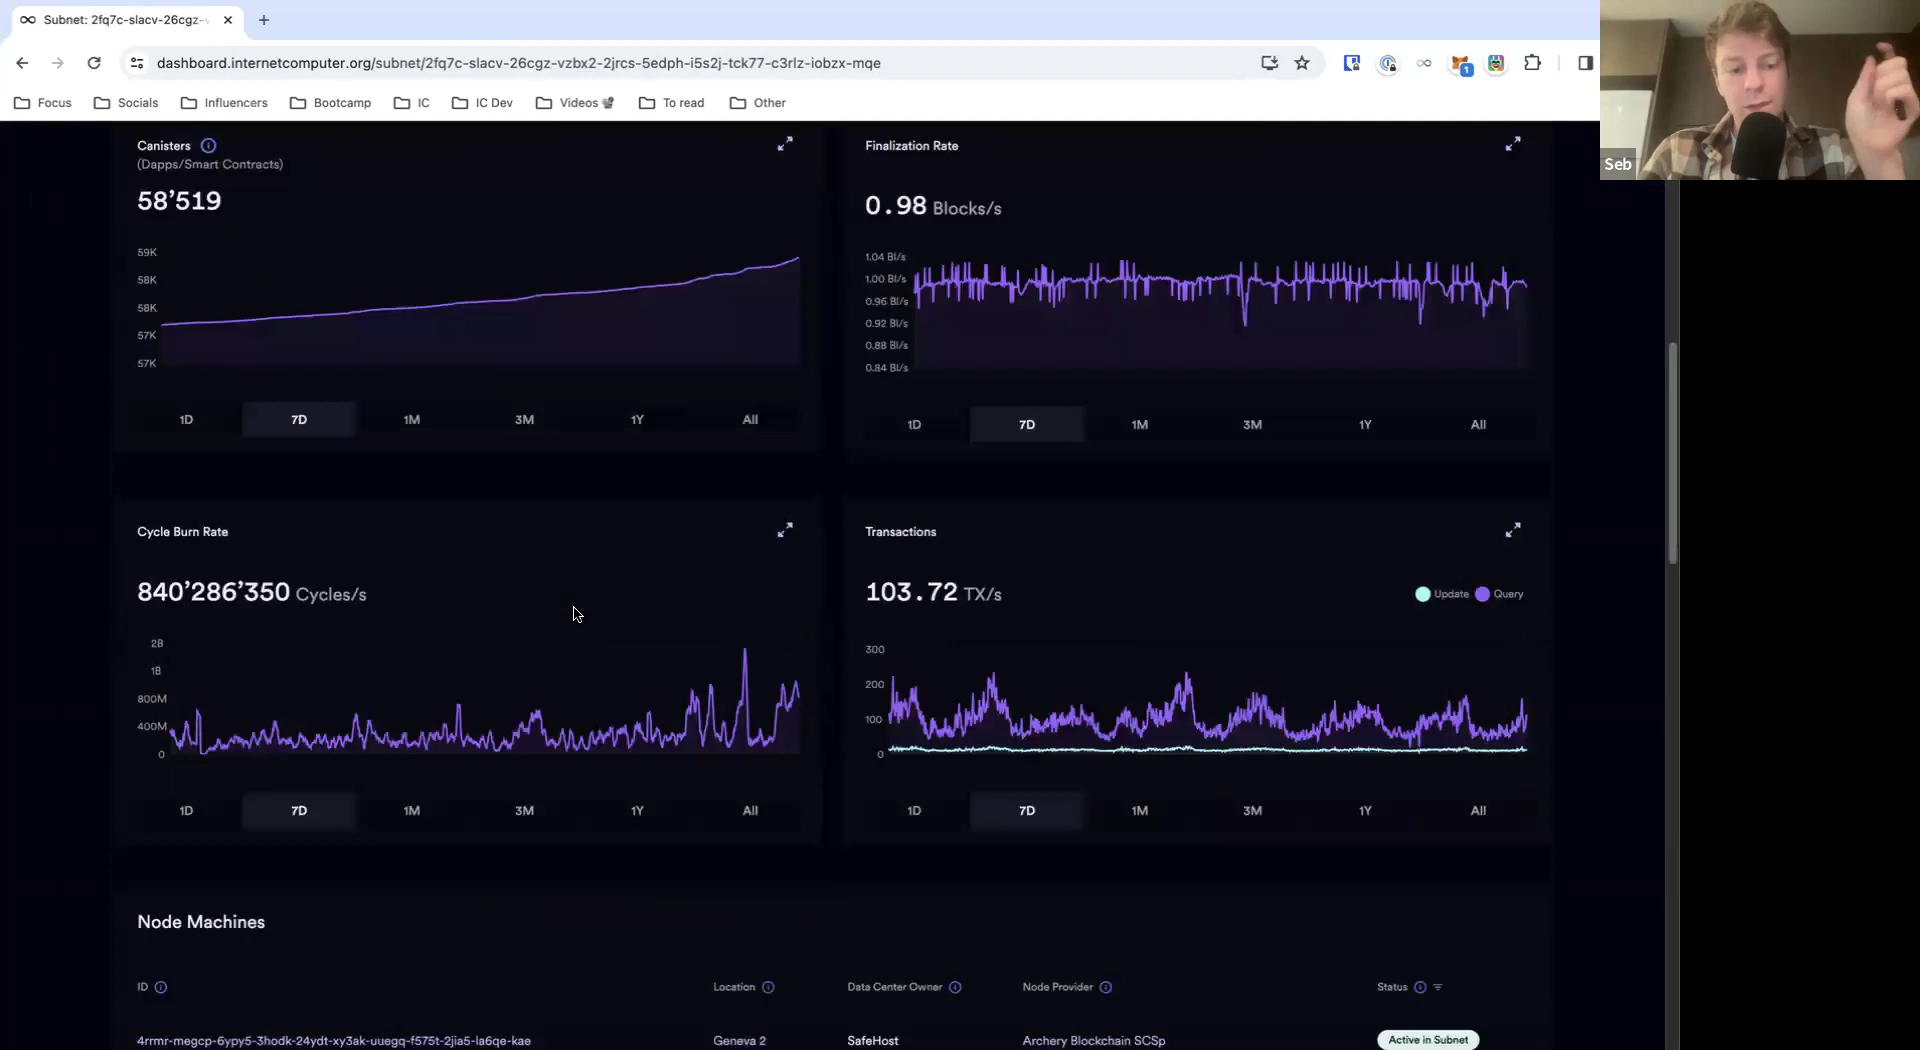 Subnet: 2fq7c-slacv-26cgz-
dashboard.internetcomputer.org/subnet/2fq7c-slacv-26cgz-vzbx2-2jrcs-5edph-i5s2j-tck77-c3rlz-iobzx-mqe
1
Focus Socials Influencers Bootcamp IC IC Dev Videos To read Other
Seb
Canisters
(Dapps/Smart Contracts)
58’519
59K
58K
58K
57K
57K
1D 7D 1M 3M 1Y All
Finalization Rate
0.98 Blocks/s
1.04 Bl/s
1.00 Bl/s
0.96 Bl/s
0.92 Bl/s
0.88 Bl/s
0.84 Bl/s
1D 7D 1M 3M 1Y All
Cycle Burn Rate
840’286’350 Cycles/s
2B
1B
800M
400M
0
1D 7D 1M 3M 1Y All
Transactions
103.72 TX/s
Update Query
300
200
100
0
1D 7D 1M 3M 1Y All
Node Machines
ID Location Data Center Owner Node Provider Status
4rrmr-megcp-6ypy5-3hodk-24ydt-xy3ak-uuegq-f575t-2jia5-la6qe-kae Geneva 2 SafeHost Archery Blockchain SCSp Active in Subnet